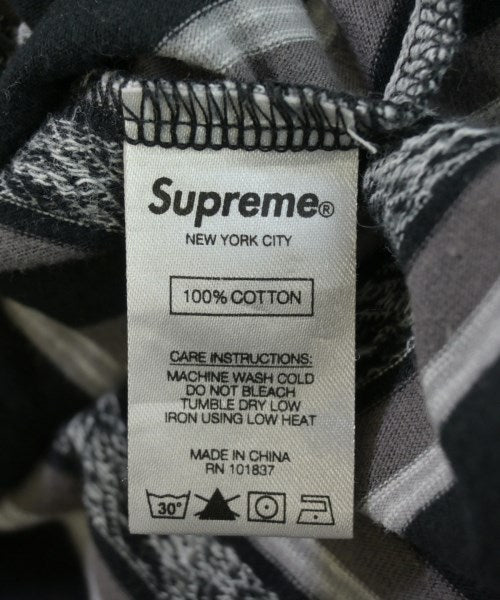 Supreme®
NEW YORK CITY
100% COTTON
CARE INSTRUCTIONS:
MACHINE WASH COLD
DO NOT BLEACH
TUMBLE DRY LOW
IRON USING LOW HEAT
MADE IN CHINA
RN 101837
30°